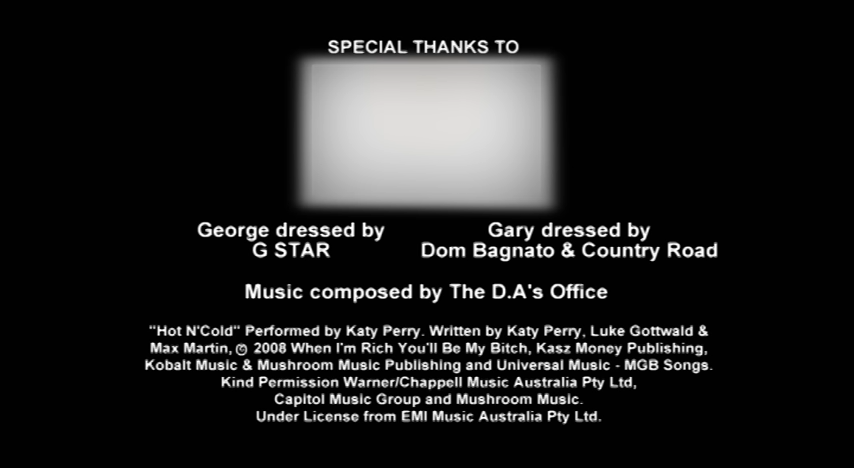 SPECIAL THANKS TO
George dressed by
G STAR
Gary dressed by
Dom Bagnato & Country Road
Music composed by The D.A's Office
"Hot N'Cold" Performed by Katy Perry. Written by Katy Perry, Luke Gottwald &
Max Martin, © 2008 When I'm Rich You'll Be My Bitch, Kasz Money Publishing,
Kobalt Music & Mushroom Music Publishing and Universal Music - MGB Songs.
Kind Permission Warner/Chappell Music Australia Pty Ltd,
Capitol Music Group and Mushroom Music.
Under License from EMI Music Australia Pty Ltd.